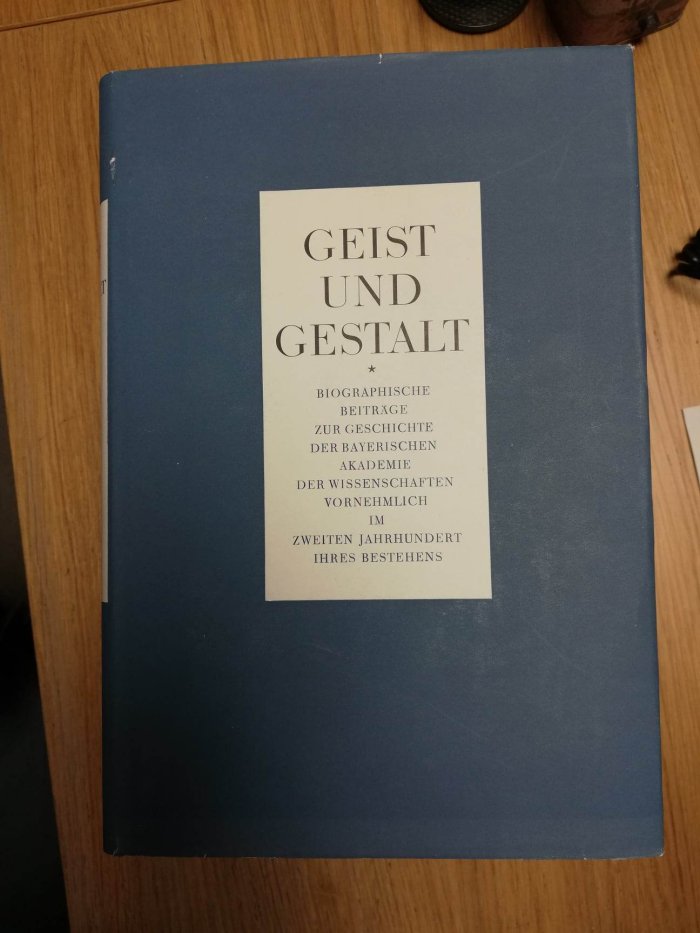 GEIST
UND
GESTALT
★
BIOGRAPHISCHE
BEITRÄGE
ZUR GESCHICHTE
DER BAYERISCHEN
AKADEMIE
DER WISSENSCHAFTEN
VORNEHMLICH
IM
ZWEITEN JAHRHUNDERT
IHRES BESTEHENS
T